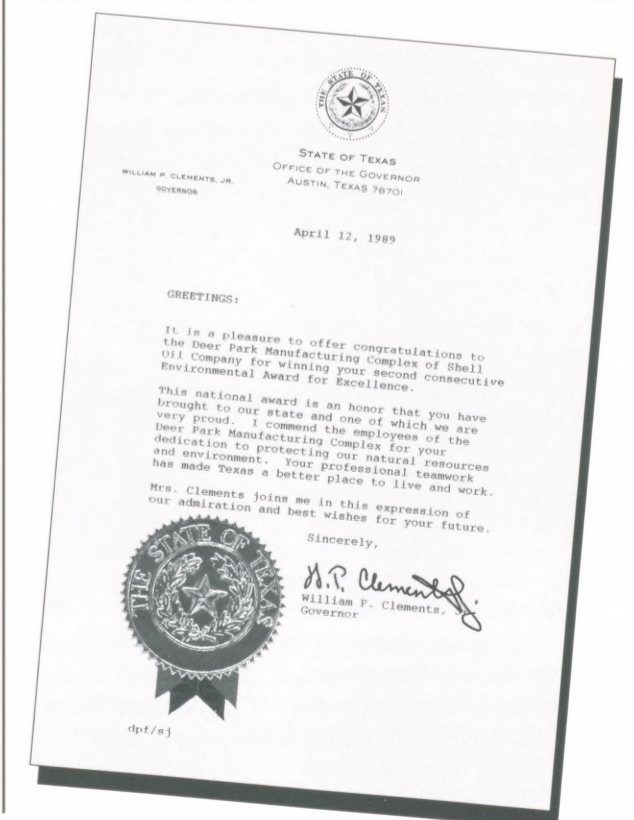 THE STATE OF TEXAS
STATE OF TEXAS
OFFICE OF THE GOVERNOR
AUSTIN, TEXAS 78701
WILLIAM P. CLEMENTS, JR.
GOVERNOR
April 12, 1989
GREETINGS:
It is a pleasure to offer congratulations to
the Deer Park Manufacturing Complex of Shell
Oil Company for winning your second consecutive
Environmental Award for Excellence.
This national award is an honor that you have
brought to our state and one of which we are
very proud. I commend the employees of the
Deer Park Manufacturing Complex for your
dedication to protecting our natural resources
and environment. Your professional teamwork
has made Texas a better place to live and work.
Mrs. Clements joins me in this expression of
our admiration and best wishes for your future.
Sincerely,
W.P. Clements Jr.
William P. Clements,
Governor
THE STATE OF TEXAS
dpf/sj